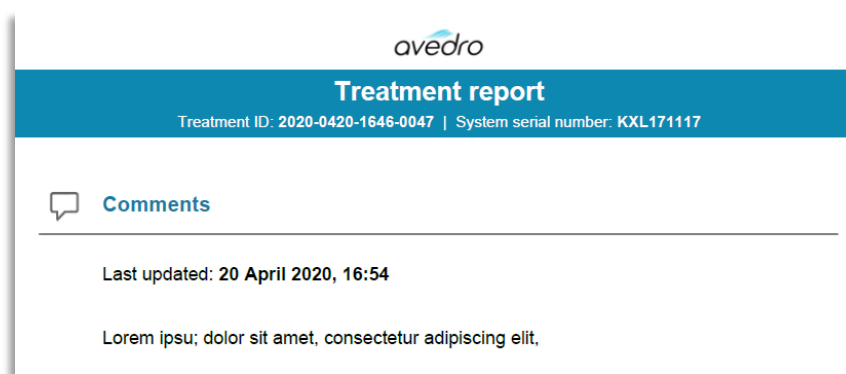 avedro
Treatment report
Treatment ID: 2020-0420-1646-0047 | System serial number: KXL171117
Comments
Last updated: 20 April 2020, 16:54
Lorem ipsu; dolor sit amet, consectetur adipiscing elit,